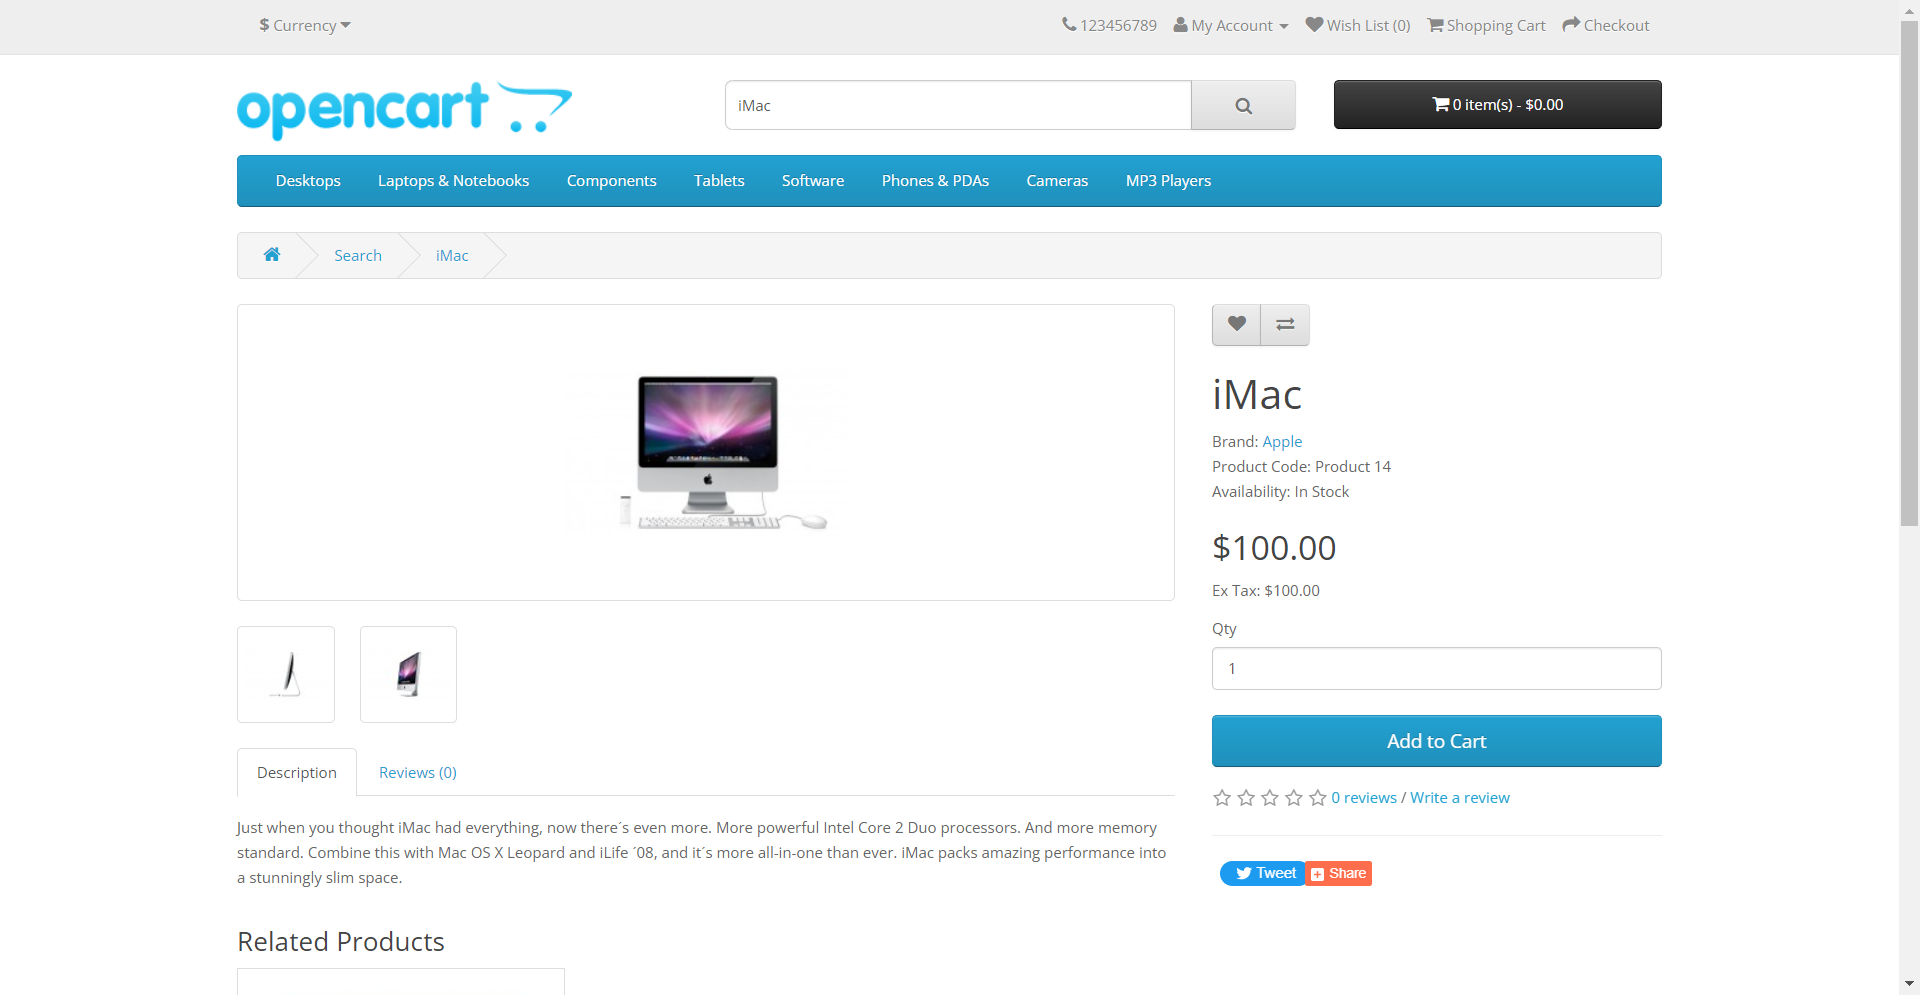 $ Currency
123456789 My Account Wish List (0) Shopping Cart Checkout
opencart
iMac
0 item(s) - $0.00
Desktops Laptops & Notebooks Components Tablets Software Phones & PDAs Cameras MP3 Players
Search iMac
iMac
Brand: Apple
Product Code: Product 14
Availability: In Stock
$100.00
Ex Tax: $100.00
Qty
1
Add to Cart
0 reviews / Write a review
Tweet Share
Description Reviews (0)
Just when you thought iMac had everything, now there´s even more. More powerful Intel Core 2 Duo processors. And more memory
standard. Combine this with Mac OS X Leopard and iLife ´08, and it´s more all-in-one than ever. iMac packs amazing performance into
a stunningly slim space.
Related Products